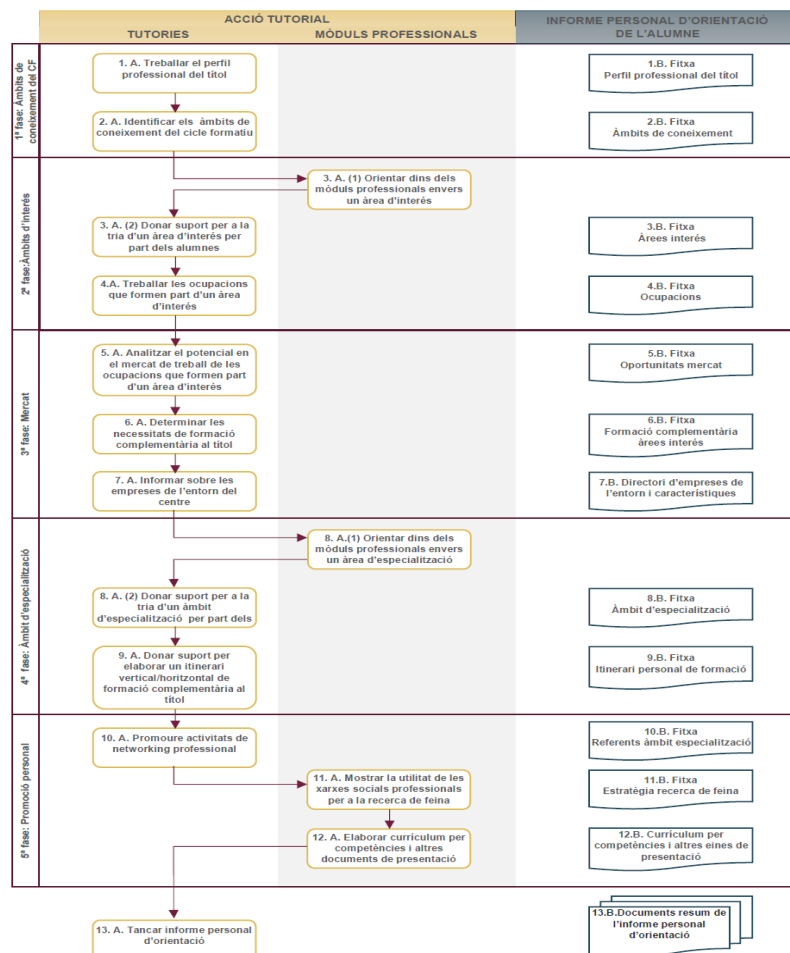 ACCIÓ TUTORIAL
TUTORIES
MÒDULS PROFESSIONALS
INFORME PERSONAL D'ORIENTACIÓ
DE L'ALUMNE
1ª fase: Àmbits de
coneixement del CF
1. A. Treballar el perfil
professional del títol
1.B. Fitxa
Perfil professional del títol
2. A. Identificar els àmbits de
coneixement del cicle formatiu
2.B. Fitxa
Àmbits de coneixement
2ª fase:Àmbits d'interés
3. A. (1) Orientar dins dels
mòduls professionals envers
un àrea d'interés
3. A. (2) Donar suport per a la
tria d'un àrea d'interés per
part dels alumnes
3.B. Fitxa
Àrees interés
4.A. Treballar les ocupacions
que formen part d'un àrea
d'interés
4.B. Fitxa
Ocupacions
3ª fase: Mercat
5. A. Analitzar el potencial en
el mercat de treball de les
ocupacions que formen part
d'un àrea d'interés
5.B. Fitxa
Oportunitats mercat
6. A. Determinar les
necessitats de formació
complementària al títol
6.B. Fitxa
Formació complementària
àrees interés
7. A. Informar sobre les
empreses de l'entorn del
centre
7.B. Directori d'empreses de
l'entorn i característiques
4ª fase: Àmbit d'especialització
8. A.(1) Orientar dins dels
mòduls professionals envers
un àrea d'especialització
8. A. (2) Donar suport per a la
tria d'un àmbit
d'especialització per part dels
8.B. Fitxa
Àmbit d'especialització
9. A. Donar suport per
elaborar un itinerari
vertical/horitzontal de
formació complementària al
títol
9.B. Fitxa
Itinerari personal de formació
5ª fase: Promoció personal
10. A. Promoure activitats de
networking professional
10.B. Fitxa
Referents àmbit especialització
11. A. Mostrar la utilitat de les
xarxes socials professionals
per a la recerca de feina
11.B. Fitxa
Estratègia recerca de feina
12. A. Elaborar currículum per
competències i altres
documents de presentació
12.B. Currículum per
competències i altres eines de
presentació
13. A. Tancar informe personal
d'orientació
13.B.Documents resum de
l'informe personal
d'orientació